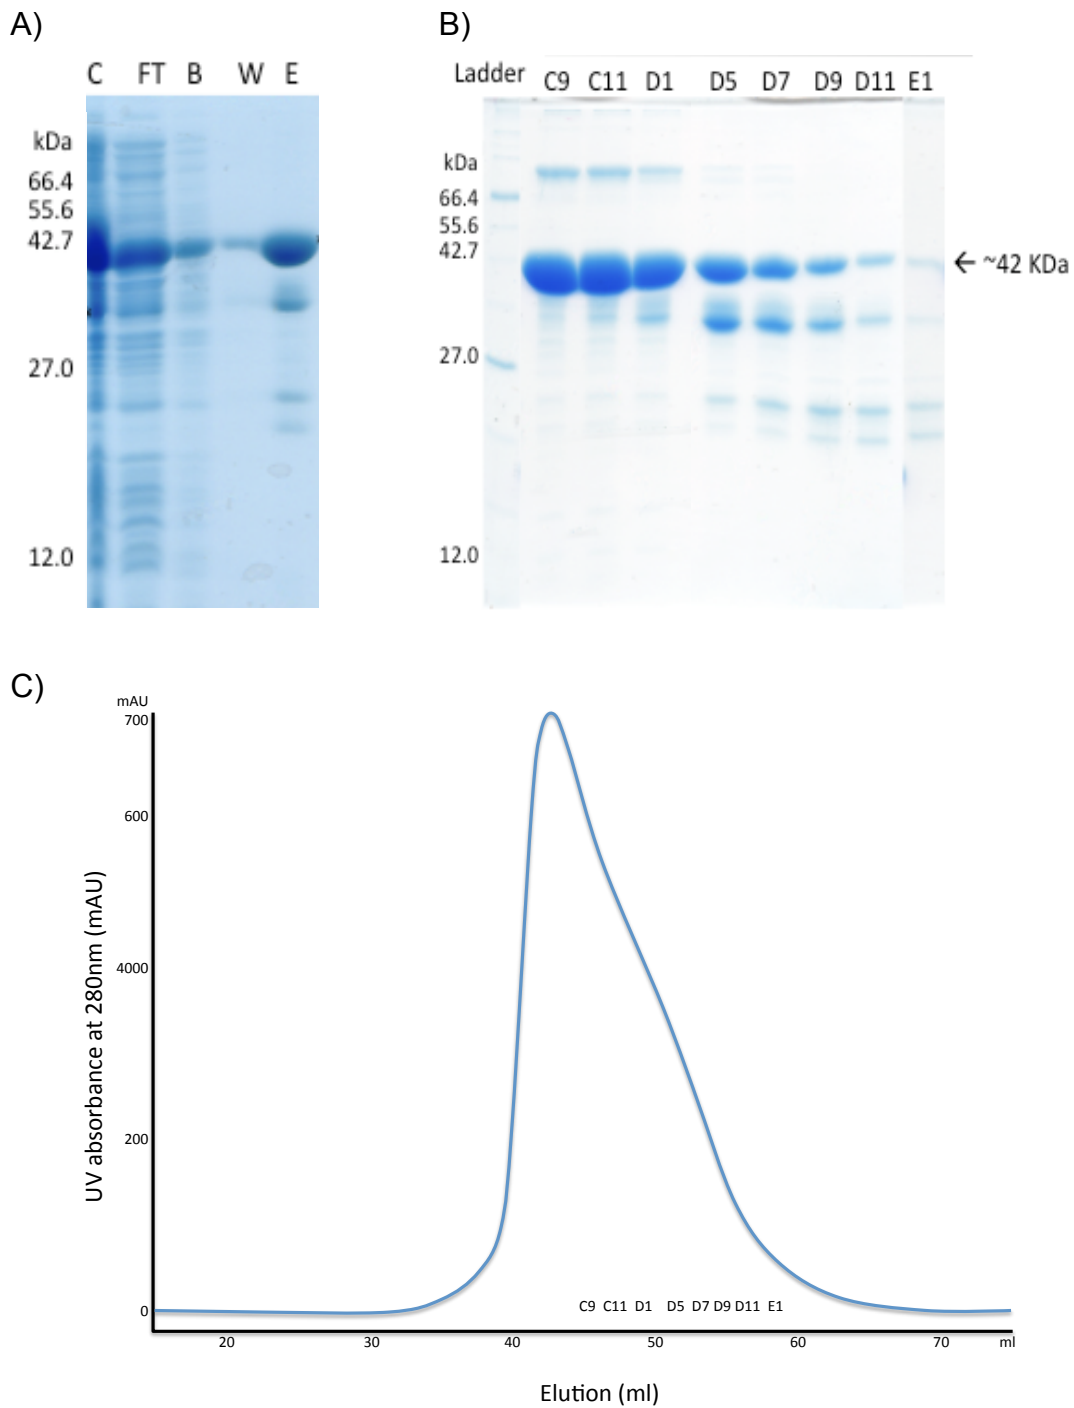 A)
C FT B W E
kDa
66.4
55.6
42.7
27.0
12.0
B)
Ladder C9 C11 D1 D5 D7 D9 D11 E1
kDa
66.4
55.6
42.7
← ~42 KDa
27.0
12.0
C)
mAU
700
600
4000
200
0
UV absorbance at 280nm (mAU)
C9 C11 D1 D5 D7 D9 D11 E1
20 30 40 50 60 70 ml
Elution (ml)